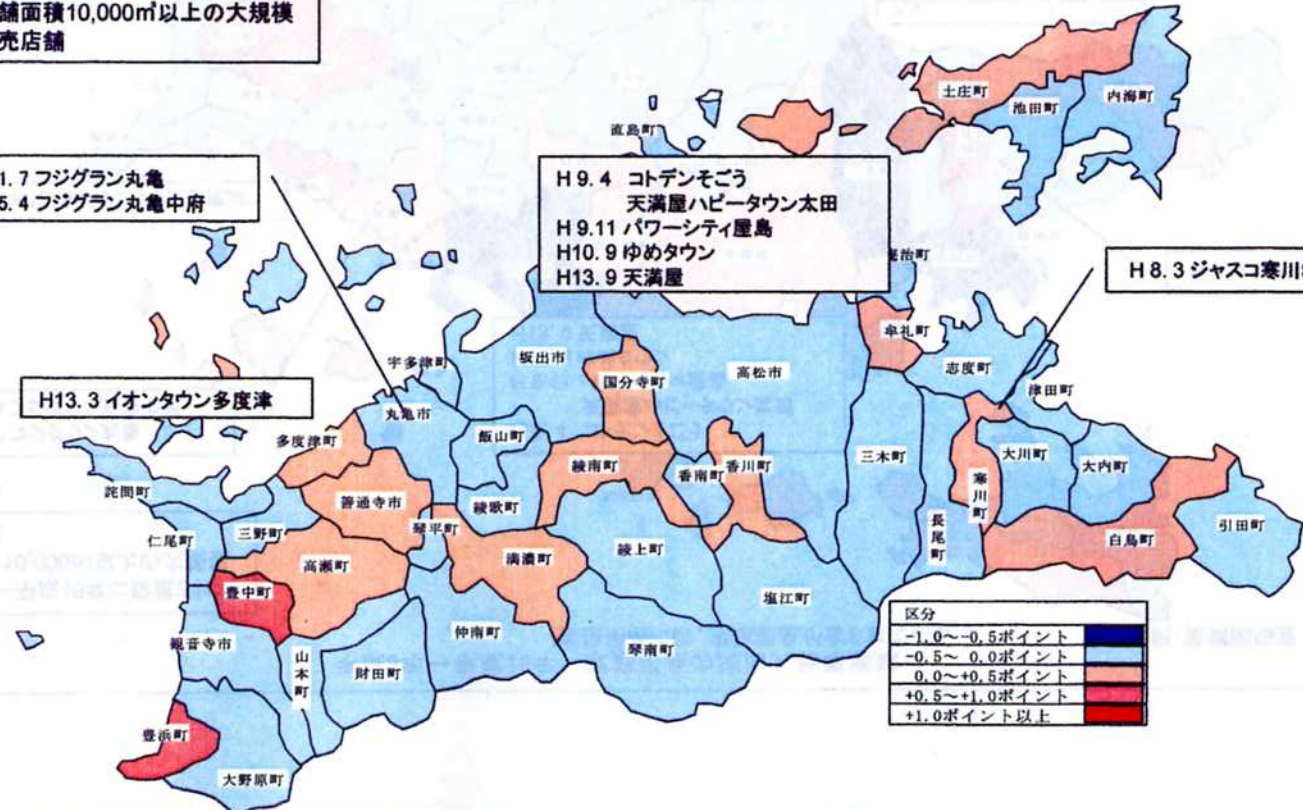 舗面積10,000㎡以上の大規模
売店舗
1. 7 フジグラン丸亀
5. 4 フジグラン丸亀中府
H 9. 4 コトデンそごう
天満屋ハピータウン太田
H 9.11 パワーシティ屋島
H10. 9 ゆめタウン
H13. 9 天満屋
H 8. 3 ジャスコ寒川
H13. 3 イオンタウン多度津
土庄町
池田町
内海町
直島町
治町
牟礼町
志度町
津田町
宇多津町
坂出市
国分寺町
高松市
丸亀市
飯山町
多度津町
綾南町
香南町
香川町
三木町
寒川町
大川町
大内町
詫間町
善通寺市
綾歌町
長尾町
白鳥町
引田町
仁尾町
三野町
琴平町
高瀬町
満濃町
綾上町
豊中町
塩江町
観音寺市
山本町
財田町
仲南町
琴南町
豊浜町
大野原町
区分
-1.0～-0.5ポイント
-0.5～ 0.0ポイント
0.0～+0.5ポイント
+0.5～+1.0ポイント
+1.0ポイント以上